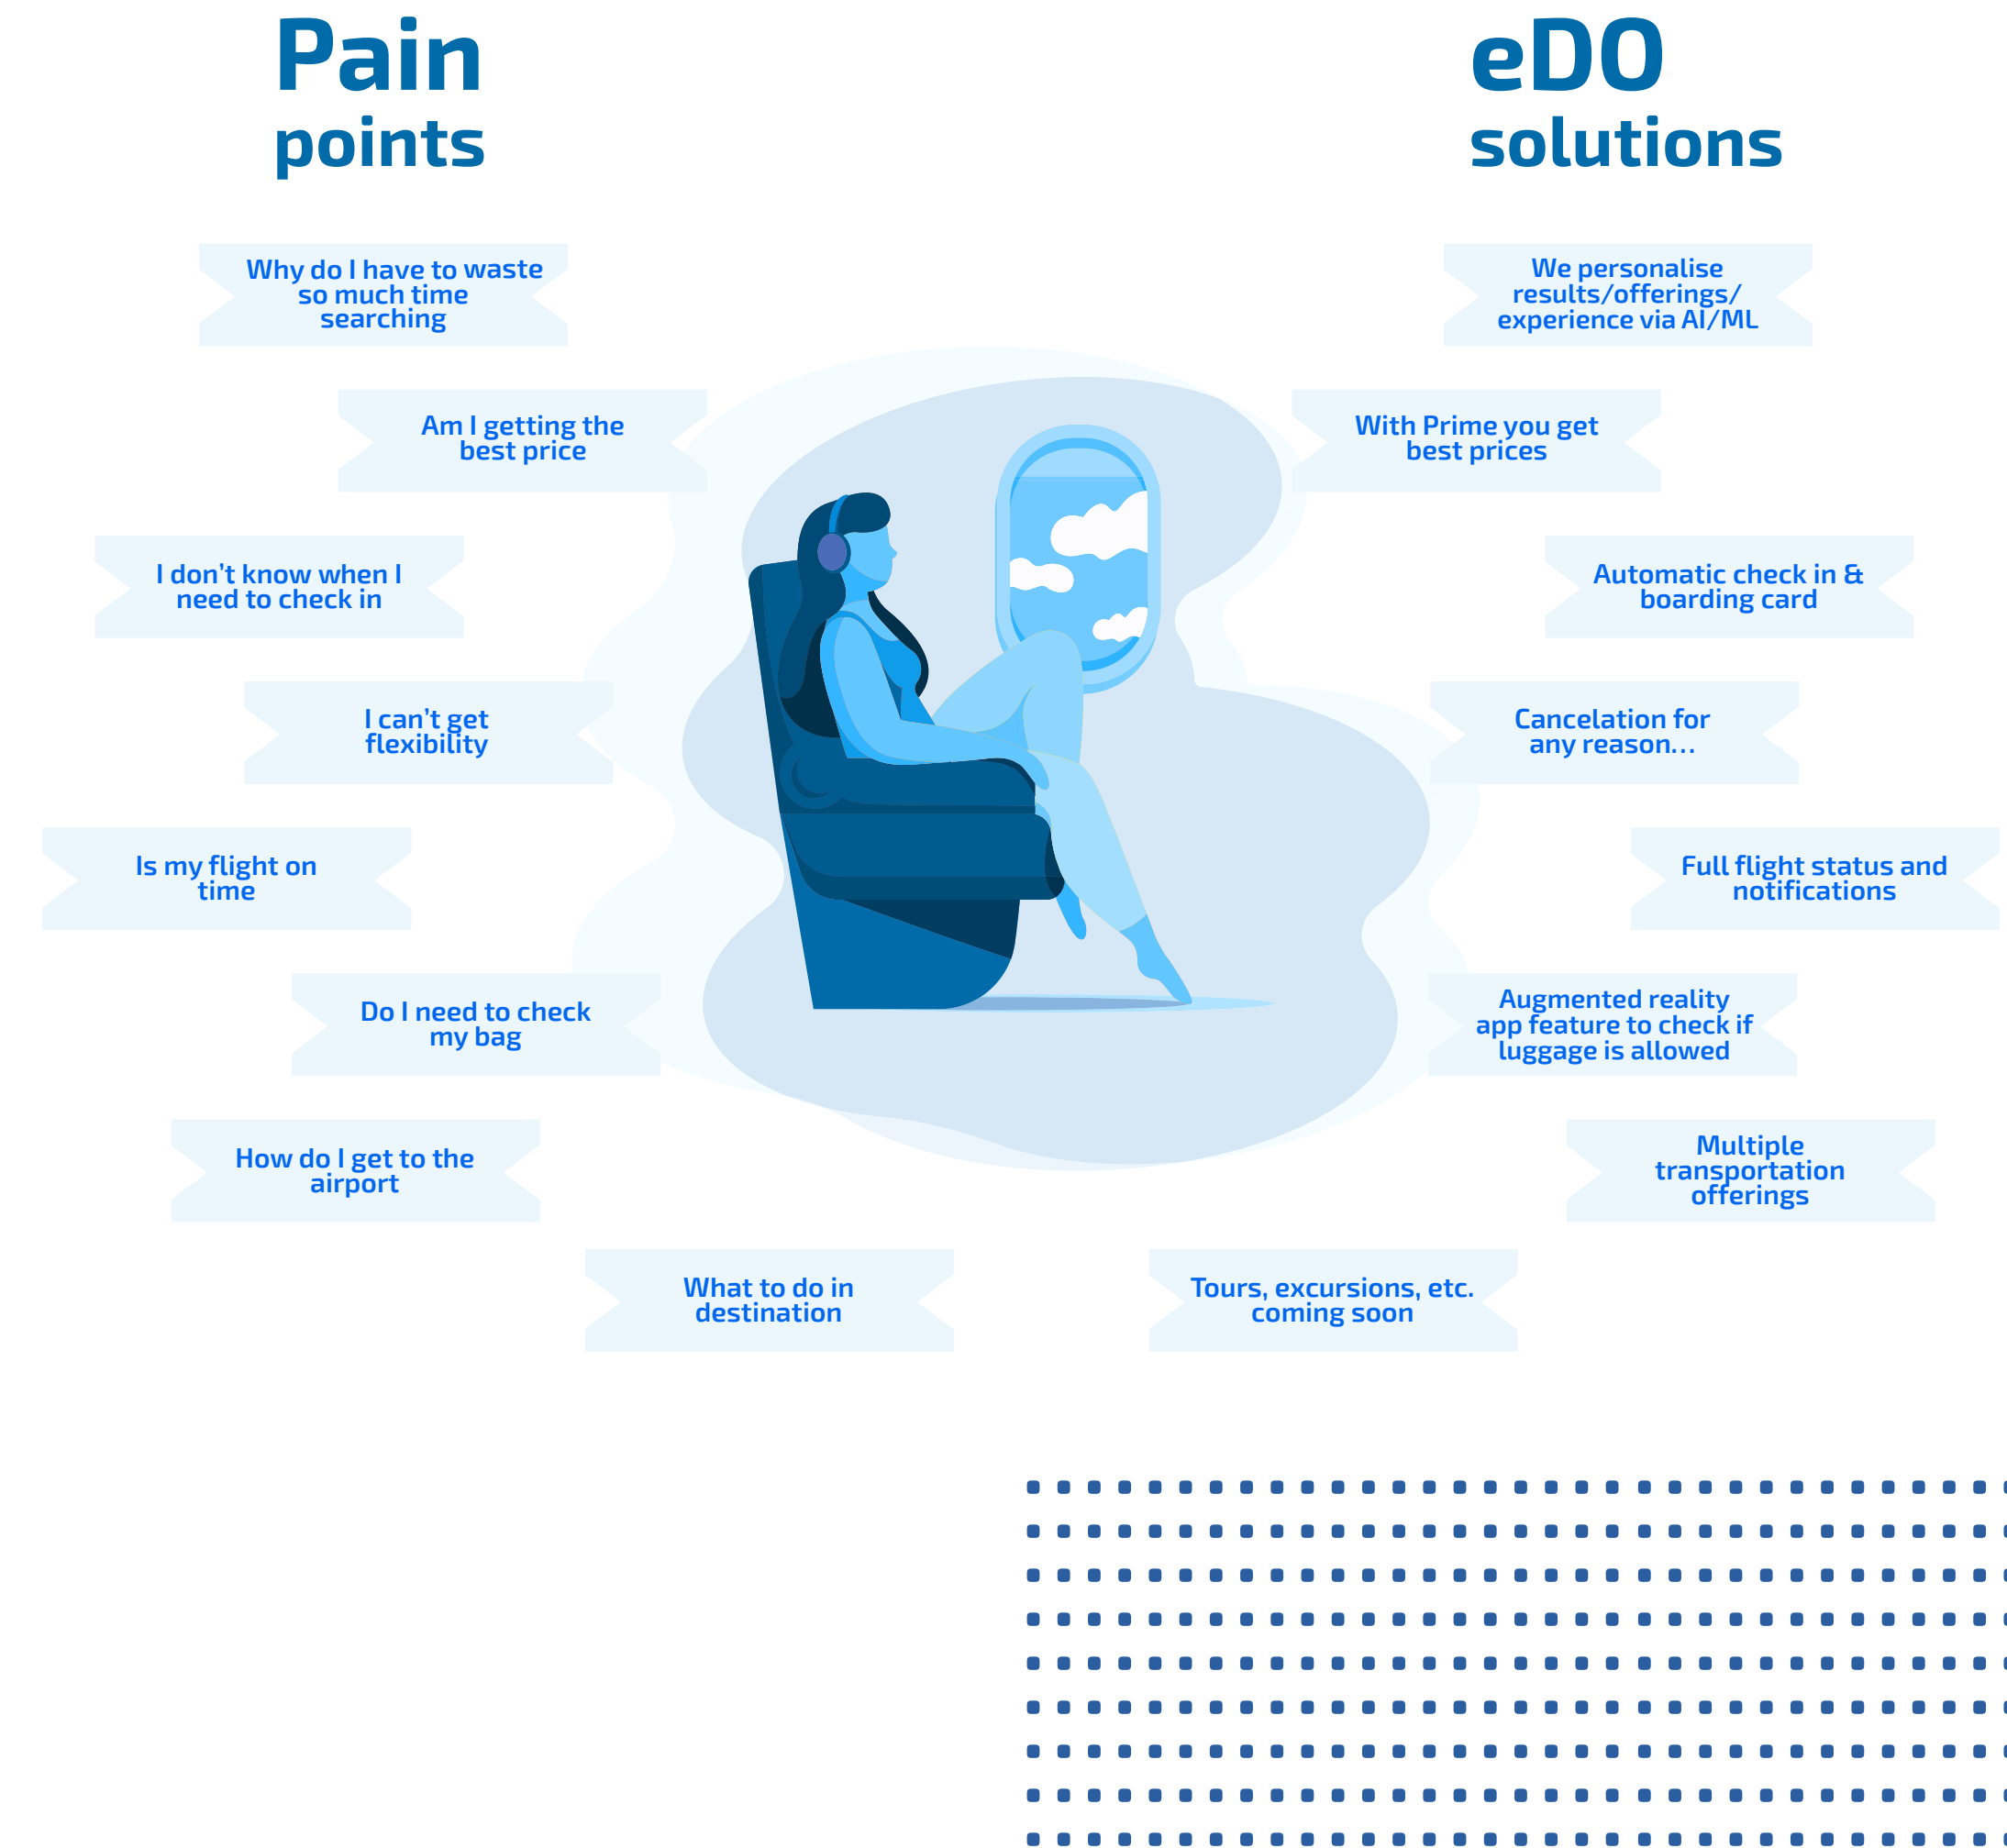 Pain
points
eDO
solutions
Why do I have to waste
so much time
searching
We personalise
results/offerings/
experience via AI/ML
Am I getting the
best price
With Prime you get
best prices
I don’t know when I
need to check in
Automatic check in &
boarding card
I can’t get
flexibility
Cancelation for
any reason…
Is my flight on
time
Full flight status and
notifications
Do I need to check
my bag
Augmented reality
app feature to check if
luggage is allowed
How do I get to the
airport
Multiple
transportation
offerings
What to do in
destination
Tours, excursions, etc.
coming soon